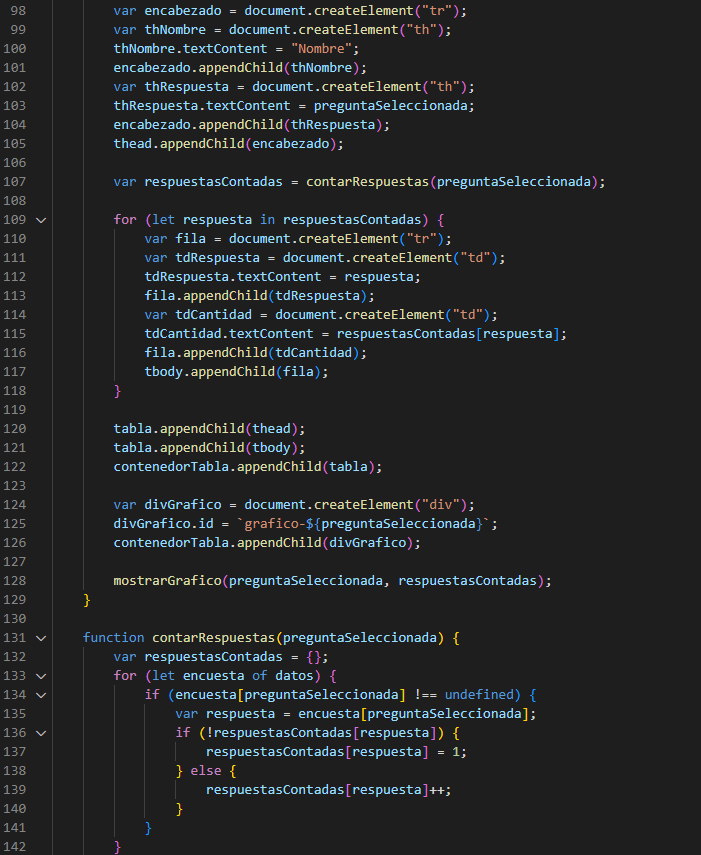 98 var encabezado = document.createElement("tr");
99 var thNombre = document.createElement("th");
100 thNombre.textContent = "Nombre";
101 encabezado.appendChild(thNombre);
102 var thRespuesta = document.createElement("th");
103 thRespuesta.textContent = preguntaSeleccionada;
104 encabezado.appendChild(thRespuesta);
105 thead.appendChild(encabezado);
106
107 var respuestasContadas = contarRespuestas(preguntaSeleccionada);
108
109 for (let respuesta in respuestasContadas) {
110 var fila = document.createElement("tr");
111 var tdRespuesta = document.createElement("td");
112 tdRespuesta.textContent = respuesta;
113 fila.appendChild(tdRespuesta);
114 var tdCantidad = document.createElement("td");
115 tdCantidad.textContent = respuestasContadas[respuesta];
116 fila.appendChild(tdCantidad);
117 tbody.appendChild(fila);
118 }
119
120 tabla.appendChild(thead);
121 tabla.appendChild(tbody);
122 contenedorTabla.appendChild(tabla);
123
124 var divGrafico = document.createElement("div");
125 divGrafico.id = `grafico-${preguntaSeleccionada}`;
126 contenedorTabla.appendChild(divGrafico);
127
128 mostrarGrafico(preguntaSeleccionada, respuestasContadas);
129 }
130
131 function contarRespuestas(preguntaSeleccionada) {
132 var respuestasContadas = {};
133 for (let encuesta of datos) {
134 if (encuesta[preguntaSeleccionada] !== undefined) {
135 var respuesta = encuesta[preguntaSeleccionada];
136 if (!respuestasContadas[respuesta]) {
137 respuestasContadas[respuesta] = 1;
138 } else {
139 respuestasContadas[respuesta]++;
140 }
141 }
142 }